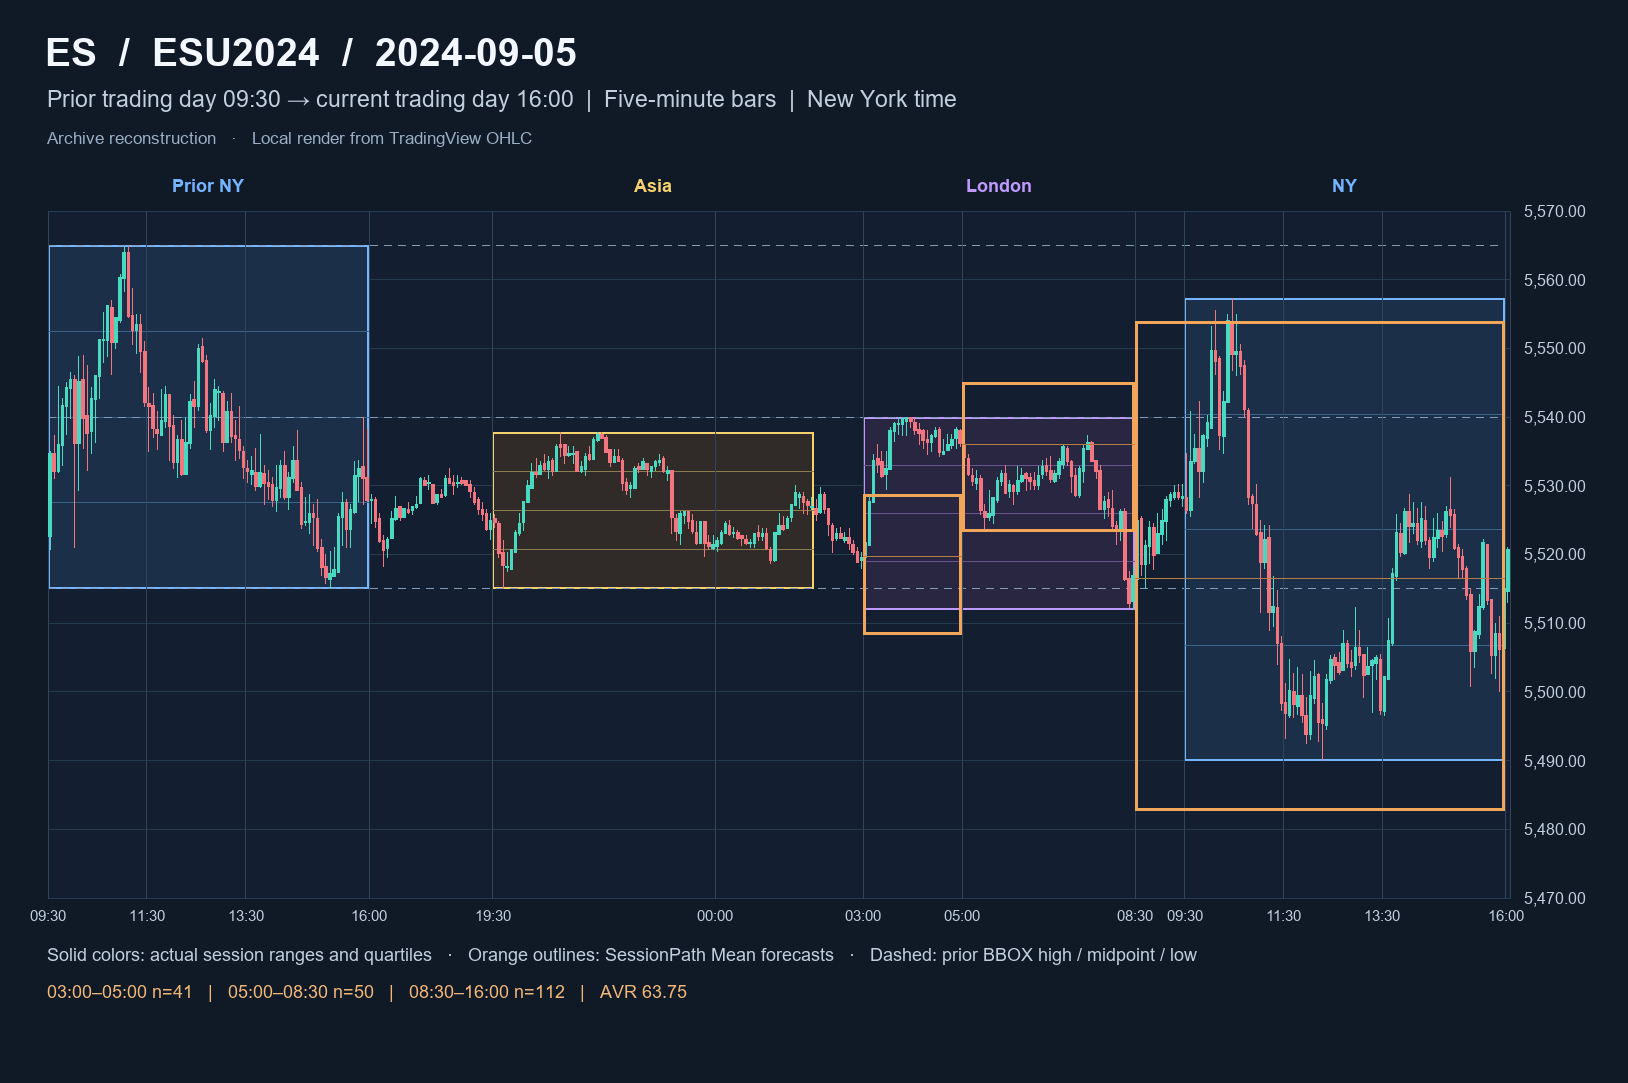 ES / ESU2024 / 2024-09-05
Prior trading day 09:30 → current trading day 16:00 | Five-minute bars | New York time
Archive reconstruction · Local render from TradingView OHLC
Prior NY Asia London NY
5,570.00
5,560.00
5,550.00
5,540.00
5,530.00
5,520.00
5,510.00
5,500.00
5,490.00
5,480.00
5,470.00
09:30 11:30 13:30 16:00 19:30 00:00 03:00 05:00 08:30 09:30 11:30 13:30 16:00
Solid colors: actual session ranges and quartiles · Orange outlines: SessionPath Mean forecasts · Dashed: prior BBOX high / midpoint / low
03:00–05:00 n=41 | 05:00–08:30 n=50 | 08:30–16:00 n=112 | AVR 63.75